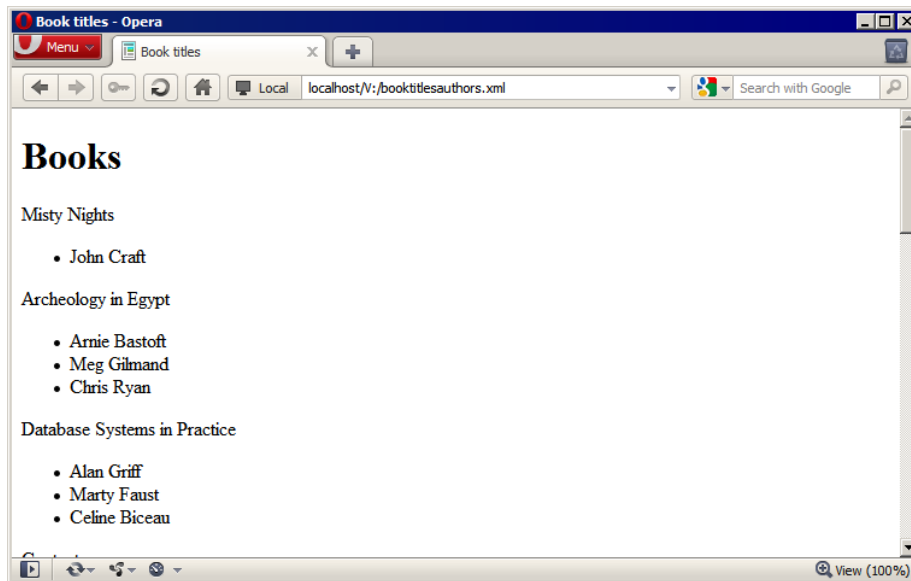 Book titles - Opera
Menu
Book titles
Local
localhost/V:/booktitlesauthors.xml
Search with Google
Books
Misty Nights
• John Craft
Archeology in Egypt
• Arnie Bastoft
• Meg Gilmand
• Chris Ryan
Database Systems in Practice
• Alan Griff
• Marty Faust
• Celine Biceau
View (100%)